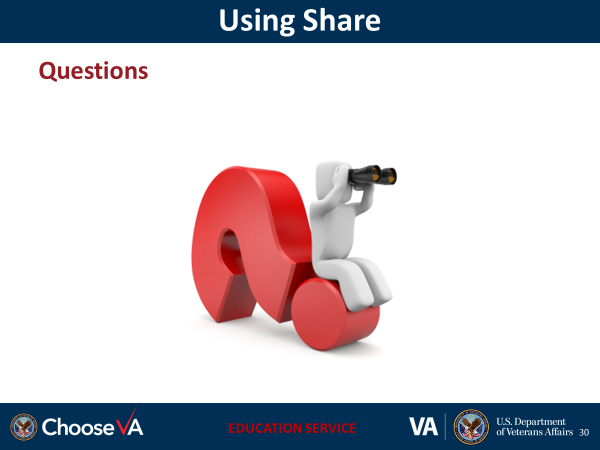 Using Share
Questions
ChooseVA
EDUCATION SERVICE
VA
U.S. Department
of Veterans Affairs
30